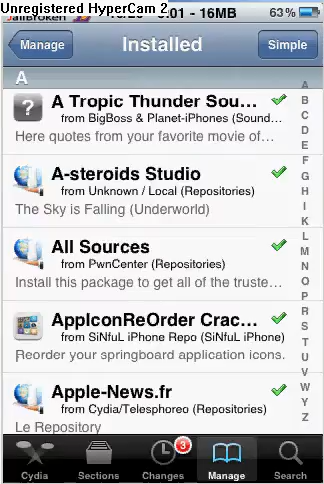 Unregistered HyperCam 2
JailBroken 01 - 16MB 63%
Manage Installed Simple
A
A Tropic Thunder Sou...
from BigBoss & Planet-iPhones (Sound...
Here quotes from your favorite movie of...
A-steroids Studio
from Unknown / Local (Repositories)
The Sky is Falling (Underworld)
All Sources
from PwnCenter (Repositories)
Install this package to get all of the truste...
AppIconReOrder Crac...
from SiNfuL iPhone Repo (SiNfuL iPhone)
Reorder your springboard application icons.
Apple-News.fr
from Cydia/Telesphoreo (Repositories)
Le Repository
A
B
C
D
E
F
G
H
I
K
L
M
N
O
P
R
S
T
U
V
W
Y
Z
3
Cydia Sections Changes Manage Search